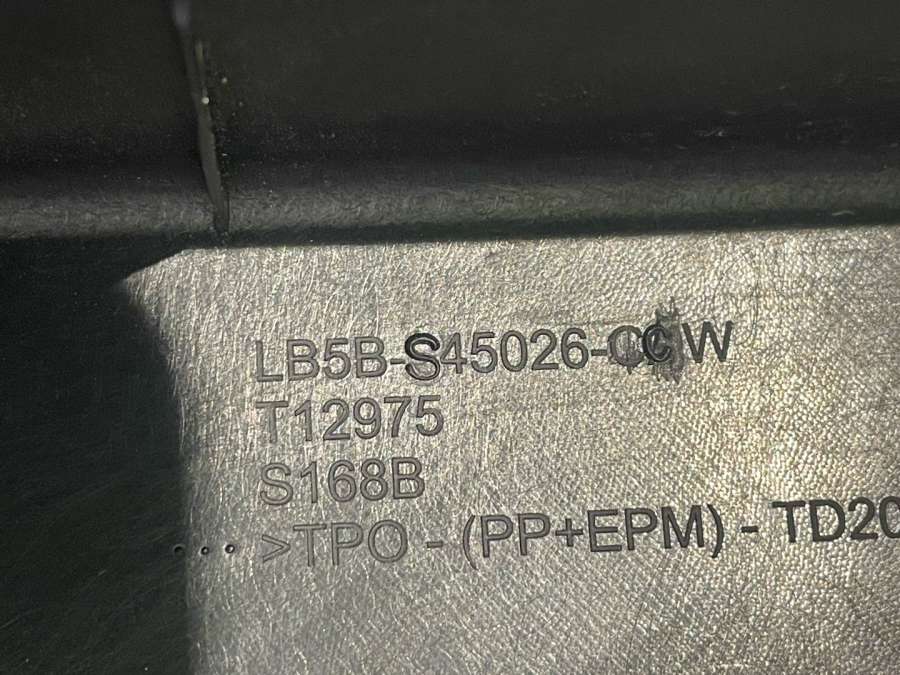 LB5B-S45026-CCW
T12975
S168B
>TPO - (PP+EPM) - TD20